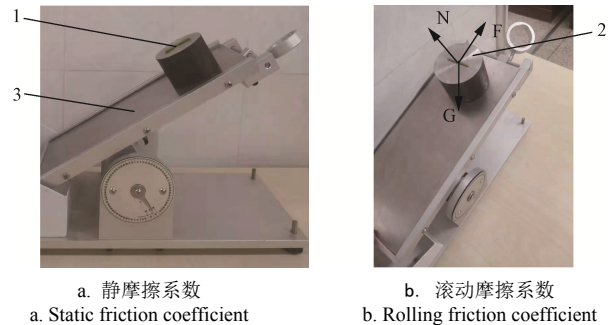 1
3
N
F
2
G
a. 静摩擦系数
b. 滚动摩擦系数
a. Static friction coefficient
b. Rolling friction coefficient